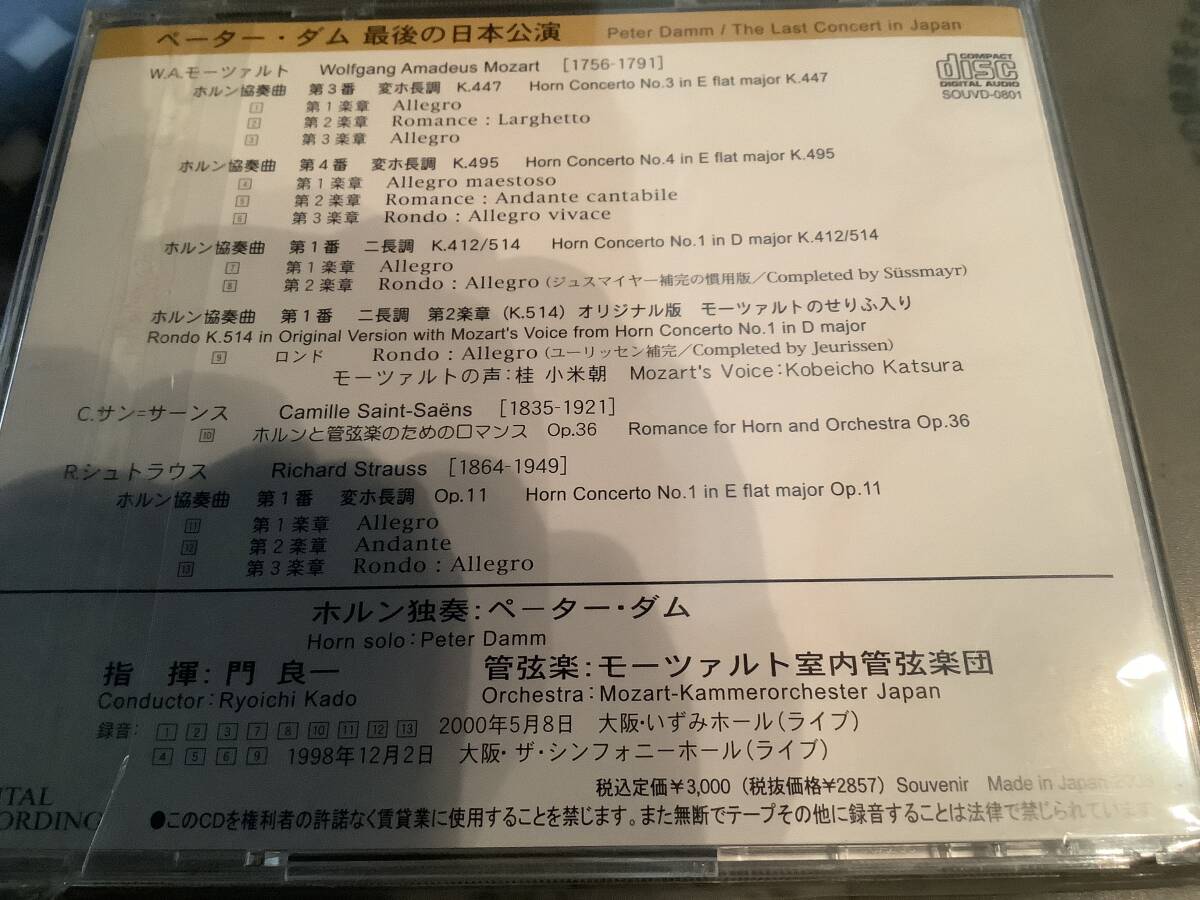 ペーター・ダム 最後の日本公演 Peter Damm / The Last Concert in Japan
COMPACT
disc
DIGITAL AUDIO
SOUVD-0801
W.A.モーツァルト Wolfgang Amadeus Mozart [1756-1791]
ホルン協奏曲 第3番 変ホ長調 K.447 Horn Concerto No.3 in E flat major K.447
1 第1楽章 Allegro
2 第2楽章 Romance : Larghetto
3 第3楽章 Allegro
ホルン協奏曲 第4番 変ホ長調 K.495 Horn Concerto No.4 in E flat major K.495
4 第1楽章 Allegro maestoso
5 第2楽章 Romance : Andante cantabile
6 第3楽章 Rondo : Allegro vivace
ホルン協奏曲 第1番 ニ長調 K.412/514 Horn Concerto No.1 in D major K.412/514
7 第1楽章 Allegro
8 第2楽章 Rondo : Allegro (ジュスマイヤー補完の慣用版/Completed by Süssmayr)
ホルン協奏曲 第1番 ニ長調 第2楽章 (K.514) オリジナル版 モーツァルトのせりふ入り
Rondo K.514 in Original Version with Mozart's Voice from Horn Concerto No.1 in D major
9 ロンド Rondo : Allegro (ユーリッセン補完/Completed by Jeurissen)
モーツァルトの声:桂 小米朝 Mozart's Voice:Kobeicho Katsura
C.サン=サーンス Camille Saint-Saëns [1835-1921]
10 ホルンと管弦楽のためのロマンス Op.36 Romance for Horn and Orchestra Op.36
R.シュトラウス Richard Strauss [1864-1949]
ホルン協奏曲 第1番 変ホ長調 Op.11 Horn Concerto No.1 in E flat major Op.11
11 第1楽章 Allegro
12 第2楽章 Andante
13 第3楽章 Rondo : Allegro
ホルン独奏:ペーター・ダム
Horn solo:Peter Damm
指 揮:門 良一 管弦楽:モーツァルト室内管弦楽団
Conductor:Ryoichi Kado Orchestra:Mozart-Kammerorchester Japan
録音: 1 2 3 7 8 10 11 12 13 2000年5月8日 大阪・いずみホール(ライブ)
4 5 6 9 1998年12月2日 大阪・ザ・シンフォニーホール(ライブ)
税込定価¥3,000 (税抜価格¥2857) Souvenir Made in Japan
●このCDを権利者の許諾なく賃貸業に使用することを禁じます。また無断でテープその他に録音することは法律で禁じられています